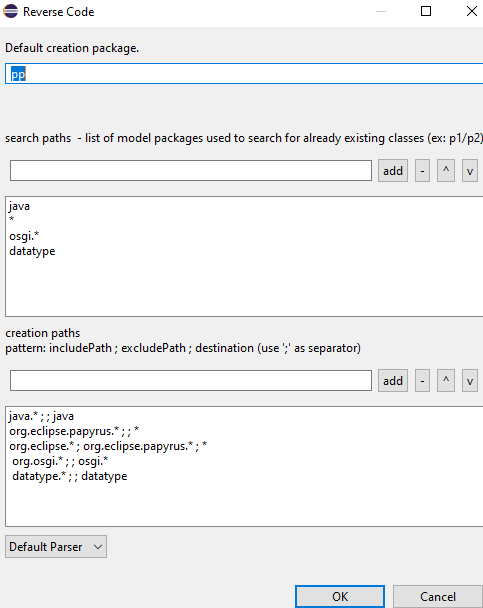 Reverse Code
Default creation package.
pp
search paths  - list of model packages used to search for already existing classes (ex: p1/p2)
add - ^ v
java
*
osgi.*
datatype
creation paths
pattern: includePath ; excludePath ; destination (use ';' as separator)
add - ^ v
java.* ; ; java
org.eclipse.papyrus.* ; ; *
org.eclipse.* ; org.eclipse.papyrus.* ; *
org.osgi.* ; ; osgi.*
datatype.* ; ; datatype
Default Parser
OK Cancel